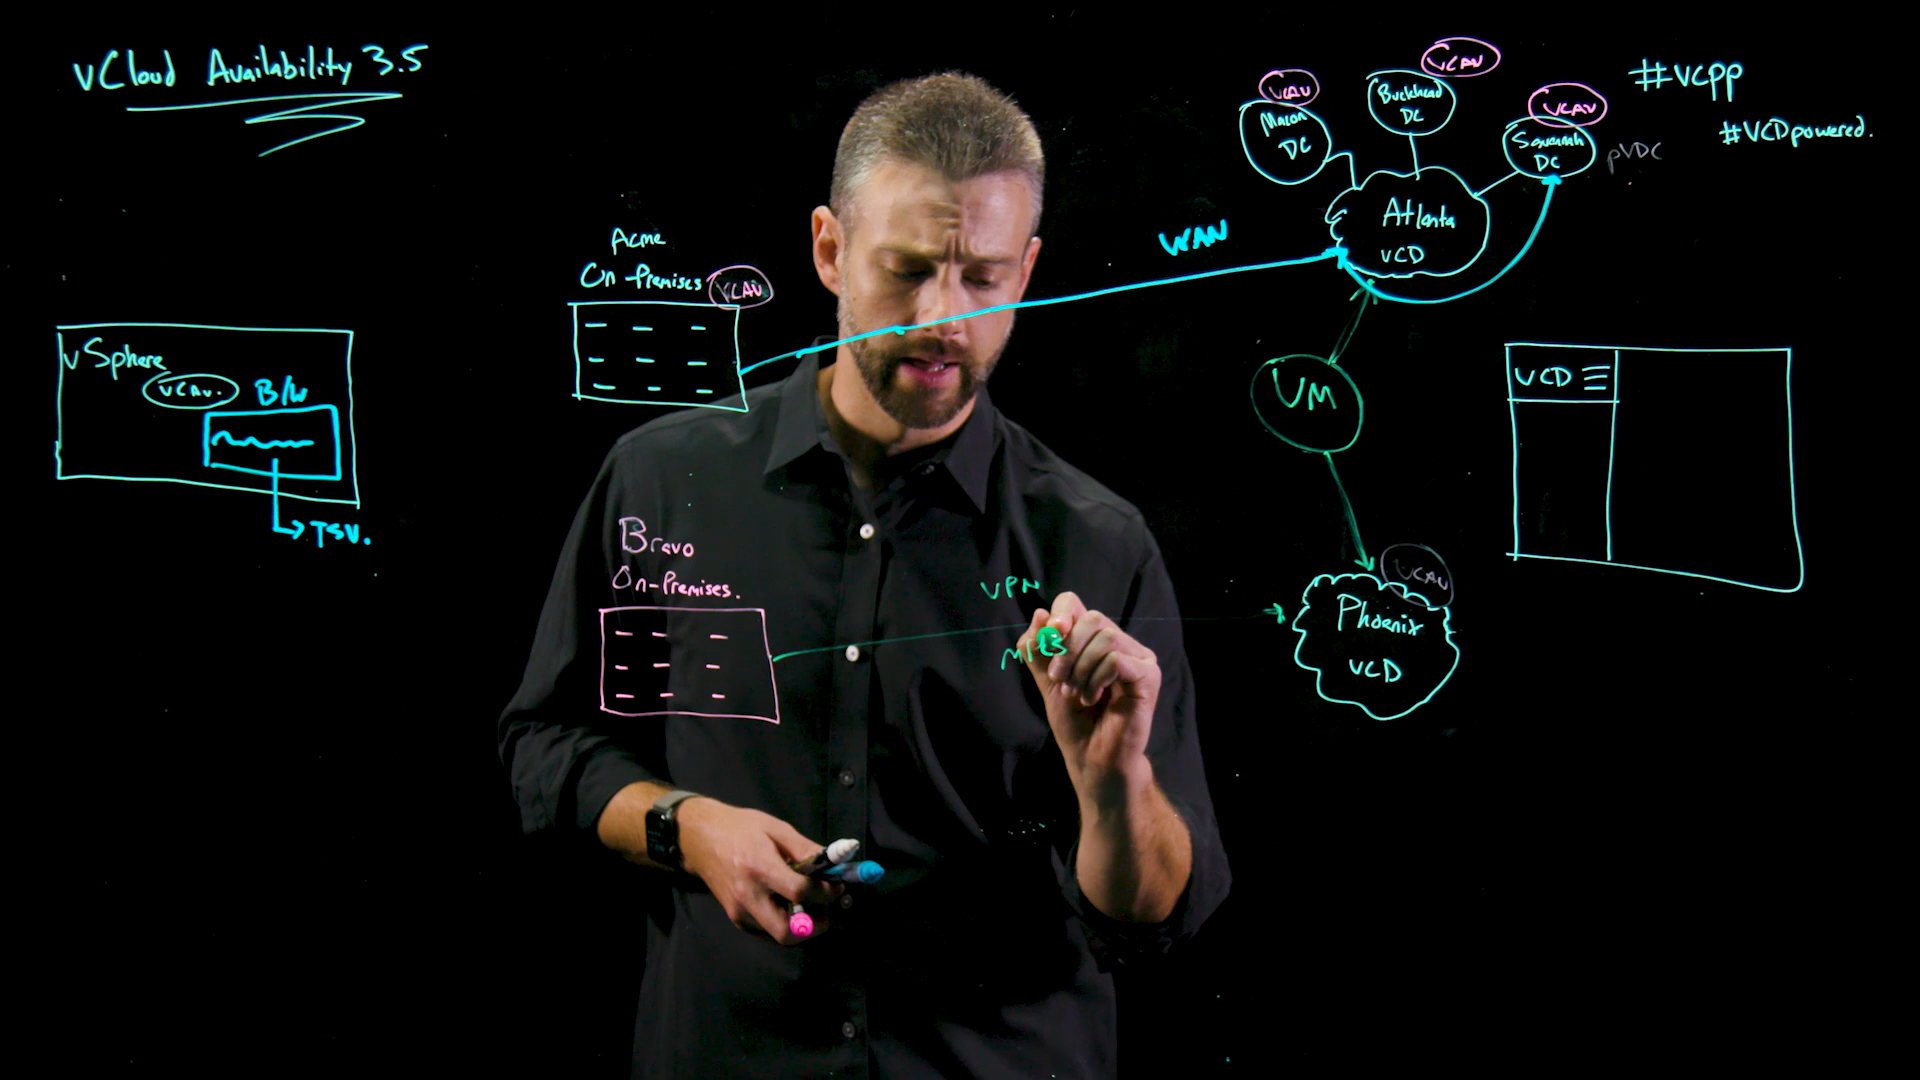 vCloud Availability 3.5
VCAV
VCAV
VCAV
#VCPP
#VCDpowered.
Macon
DC
Buckhead
DC
Savannah
DC
pVDC
Atlanta
VCD
WAN
Acme
On-Premises
VCAV
vSphere
VCAV.
B/W
TSV.
VM
VCD
Bravo
On-Premises.
VPN
VCAV
Phoenix
VCD